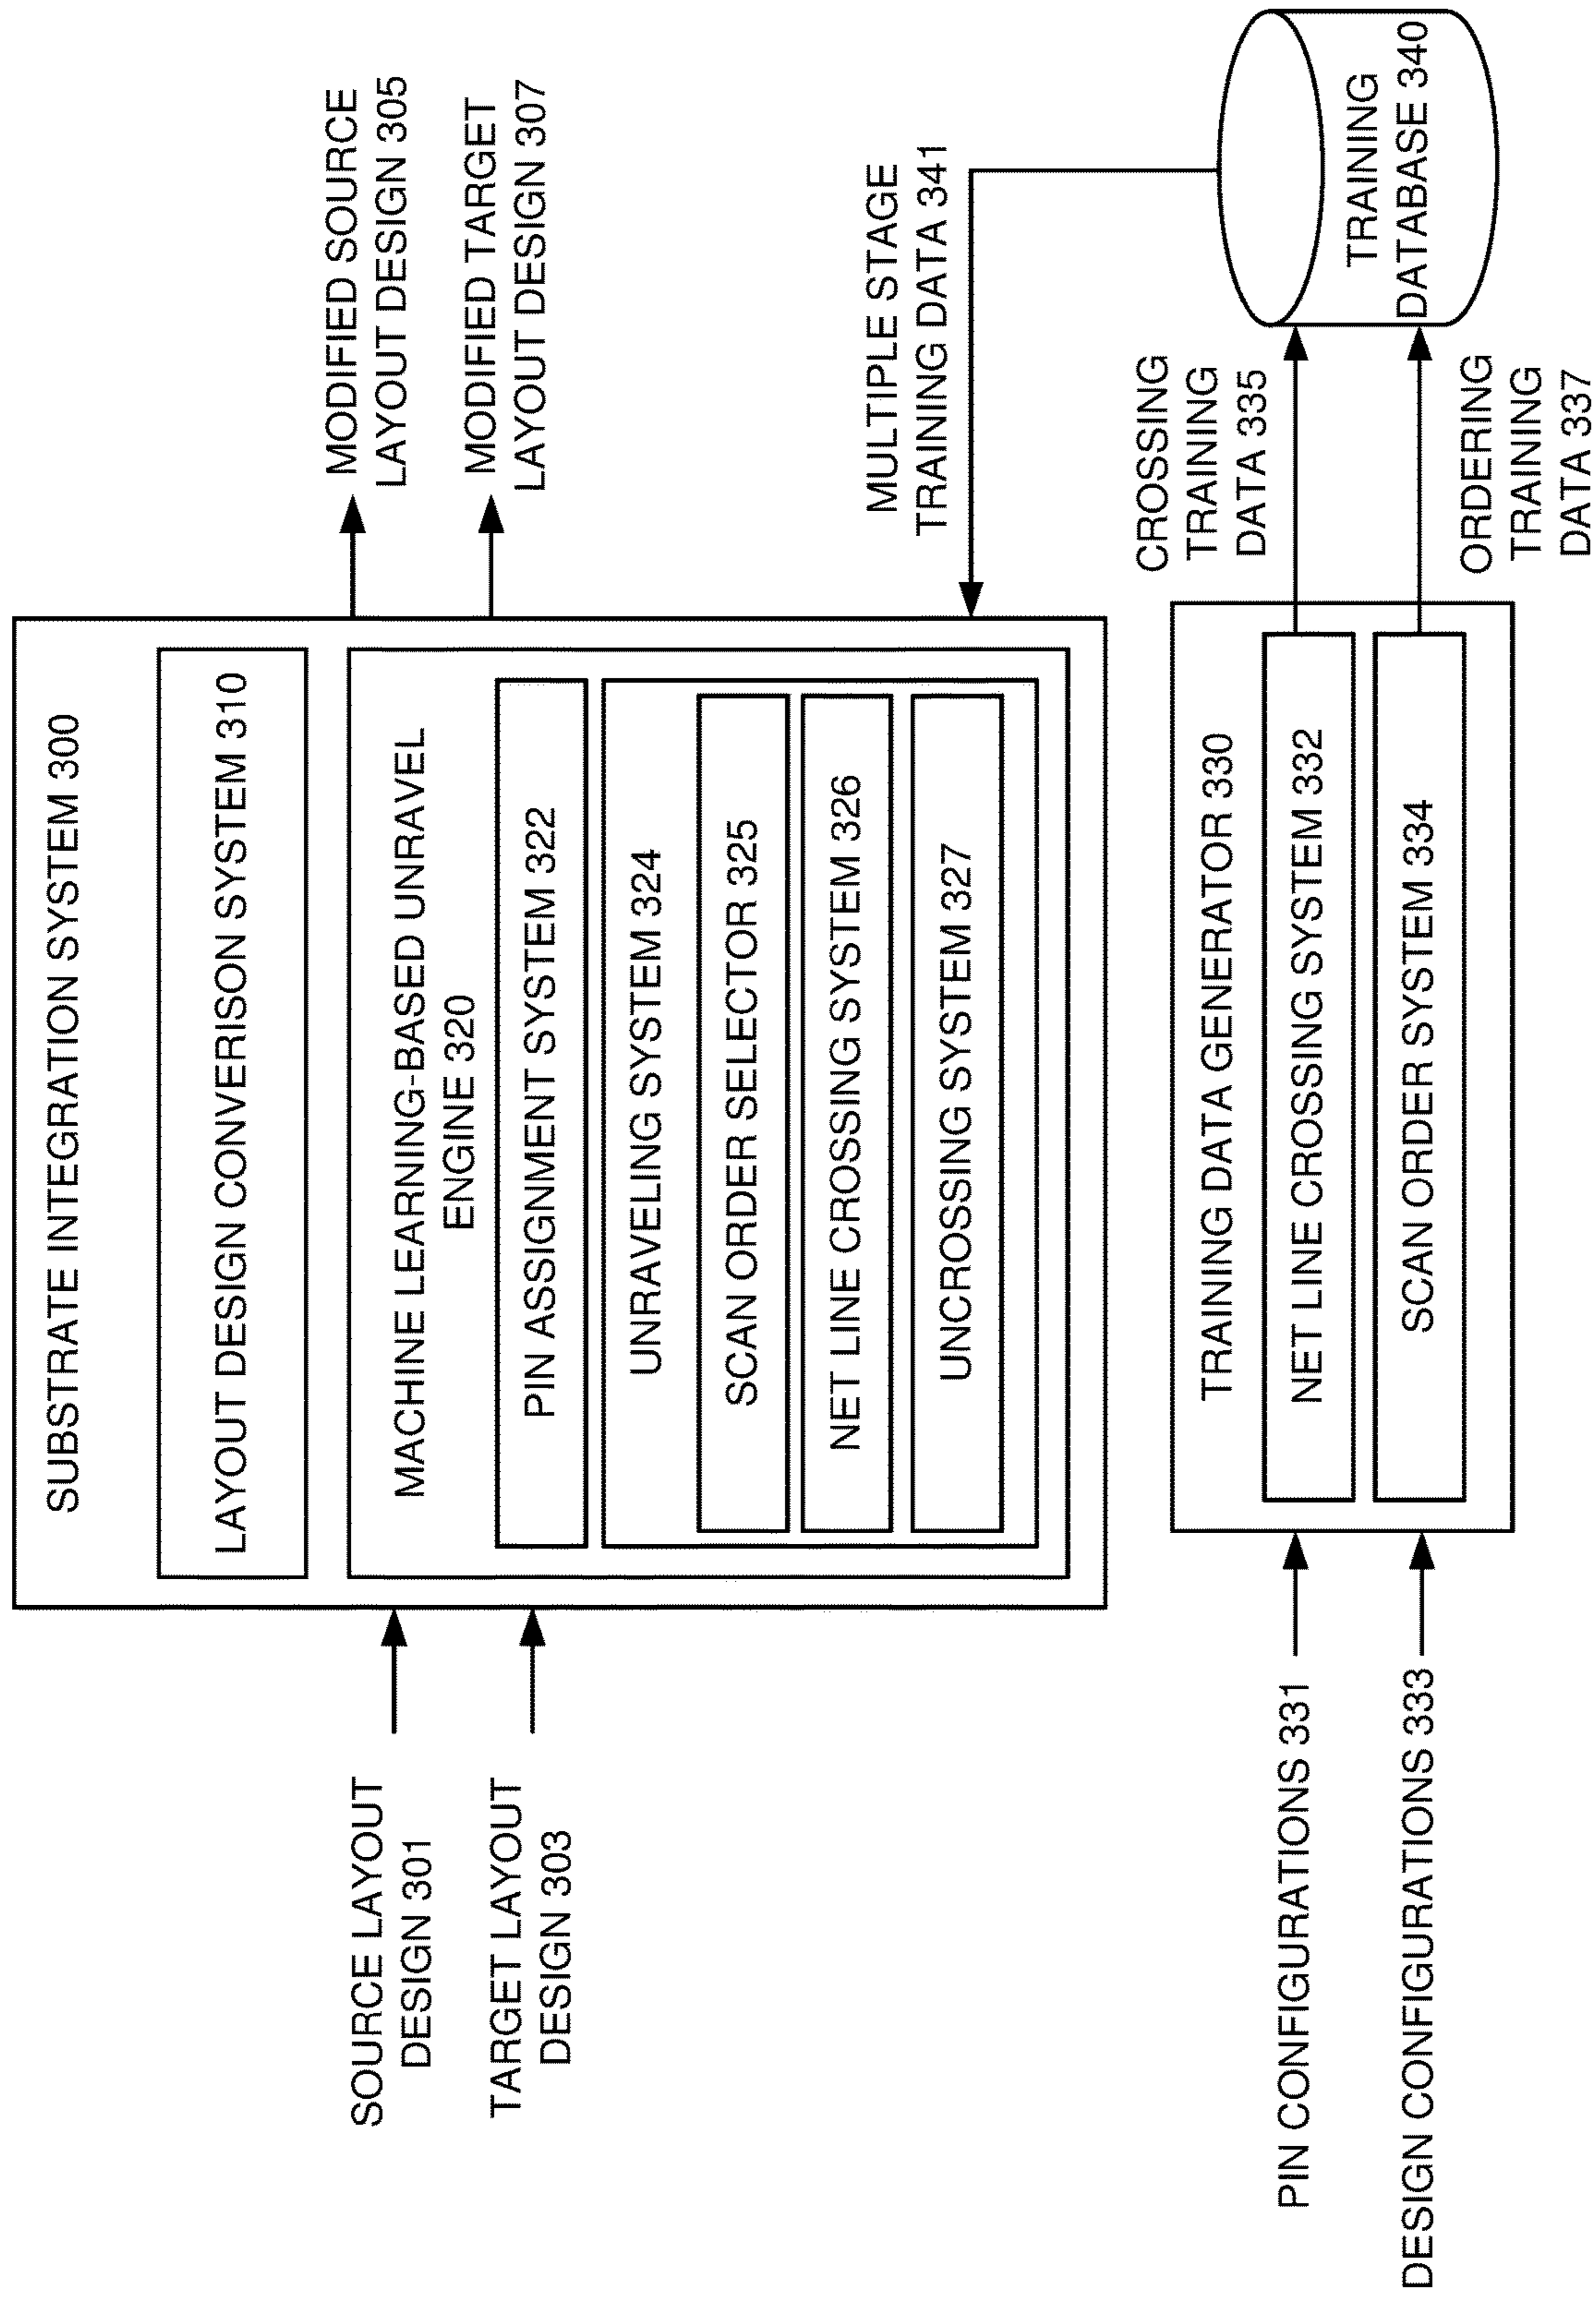 SUBSTRATE INTEGRATION SYSTEM 300
LAYOUT DESIGN CONVERISON SYSTEM 310
SOURCE LAYOUT
DESIGN 301
TARGET LAYOUT
DESIGN 303
MACHINE LEARNING-BASED UNRAVEL
ENGINE 320
PIN ASSIGNMENT SYSTEM 322
UNRAVELING SYSTEM 324
SCAN ORDER SELECTOR 325
NET LINE CROSSING SYSTEM 326
UNCROSSING SYSTEM 327
MODIFIED SOURCE
LAYOUT DESIGN 305
MODIFIED TARGET
LAYOUT DESIGN 307
MULTIPLE STAGE
TRAINING DATA 341
PIN CONFIGURATIONS 331
DESIGN CONFIGURATIONS 333
TRAINING DATA GENERATOR 330
NET LINE CROSSING SYSTEM 332
SCAN ORDER SYSTEM 334
CROSSING
TRAINING
DATA 335
ORDERING
TRAINING
DATA 337
TRAINING
DATABASE 340